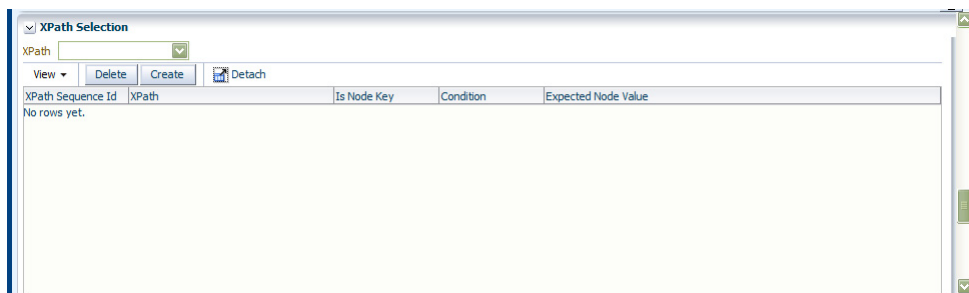 XPath Selection
XPath
View Delete Create Detach
XPath Sequence Id XPath Is Node Key Condition Expected Node Value
No rows yet.